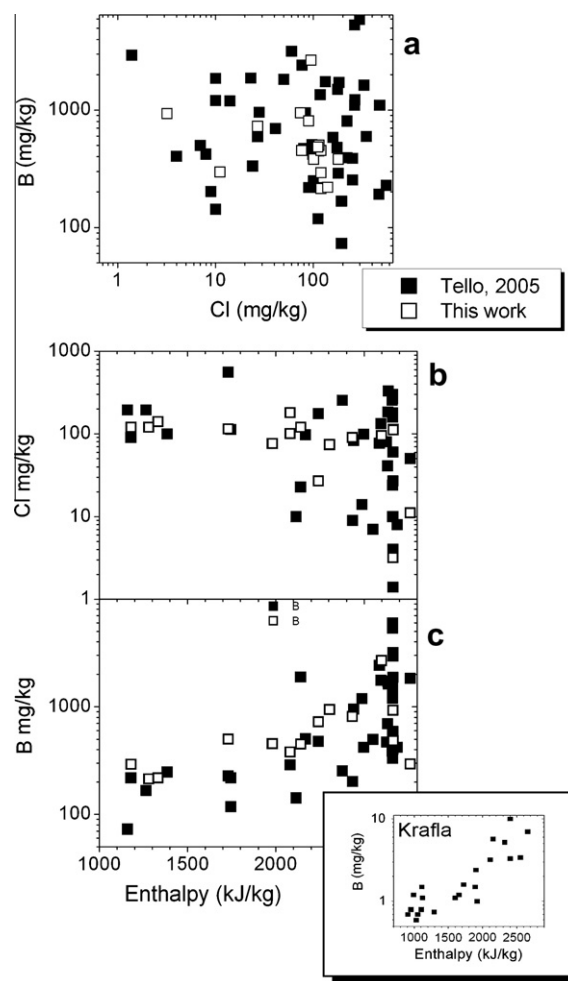 a
B (mg/kg)
1000
100
1 10 100
Cl (mg/kg)
Tello, 2005
This work
b
Cl mg/kg
1000
100
10
1
c
B
B
B mg/kg
1000
100
1000 1500 2000
Enthalpy (kJ/kg)
Krafla
B (mg/kg)
10
1
1000 1500 2000 2500
Enthalpy (kJ/kg)